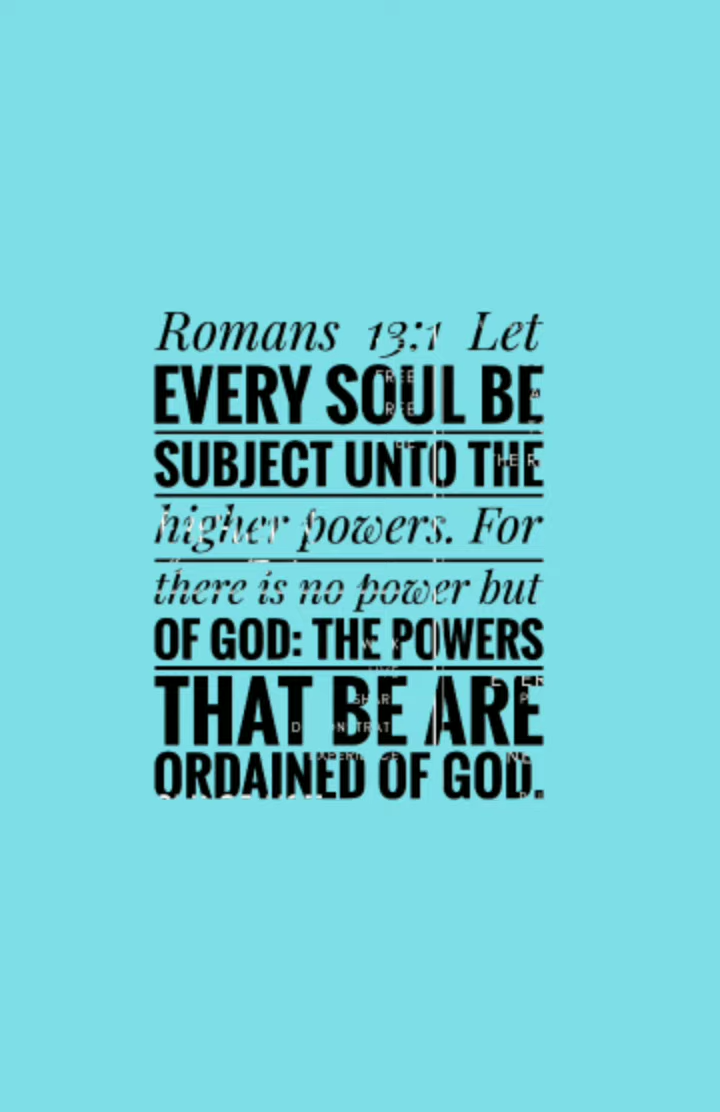 Romans 13:1 Let
EVERY SOUL BE
SUBJECT UNTO THE
higher powers. For
there is no power but
OF GOD: THE POWERS
THAT BE ARE
ORDAINED OF GOD.